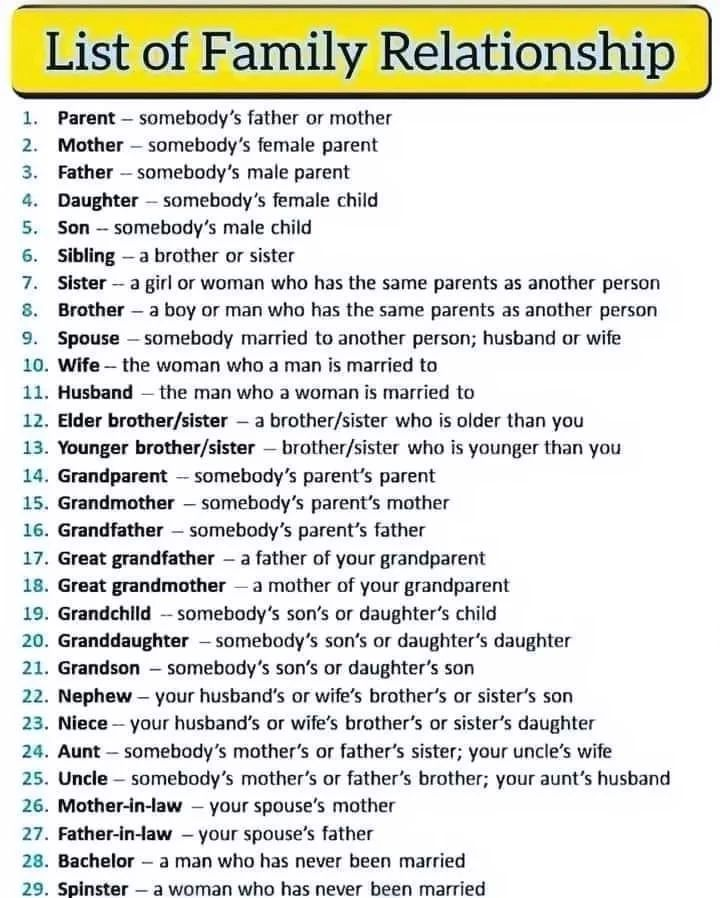 List of Family Relationship
1. Parent – somebody's father or mother
2. Mother – somebody's female parent
3. Father – somebody's male parent
4. Daughter – somebody's female child
5. Son – somebody's male child
6. Sibling – a brother or sister
7. Sister – a girl or woman who has the same parents as another person
8. Brother – a boy or man who has the same parents as another person
9. Spouse – somebody married to another person; husband or wife
10. Wife – the woman who a man is married to
11. Husband – the man who a woman is married to
12. Elder brother/sister – a brother/sister who is older than you
13. Younger brother/sister – brother/sister who is younger than you
14. Grandparent – somebody's parent's parent
15. Grandmother – somebody's parent's mother
16. Grandfather – somebody's parent's father
17. Great grandfather – a father of your grandparent
18. Great grandmother – a mother of your grandparent
19. Grandchild – somebody's son's or daughter's child
20. Granddaughter – somebody's son's or daughter's daughter
21. Grandson – somebody's son's or daughter's son
22. Nephew – your husband's or wife's brother's or sister's son
23. Niece – your husband's or wife's brother's or sister's daughter
24. Aunt – somebody's mother's or father's sister; your uncle's wife
25. Uncle – somebody's mother's or father's brother; your aunt's husband
26. Mother-in-law – your spouse's mother
27. Father-in-law – your spouse's father
28. Bachelor – a man who has never been married
29. Spinster – a woman who has never been married